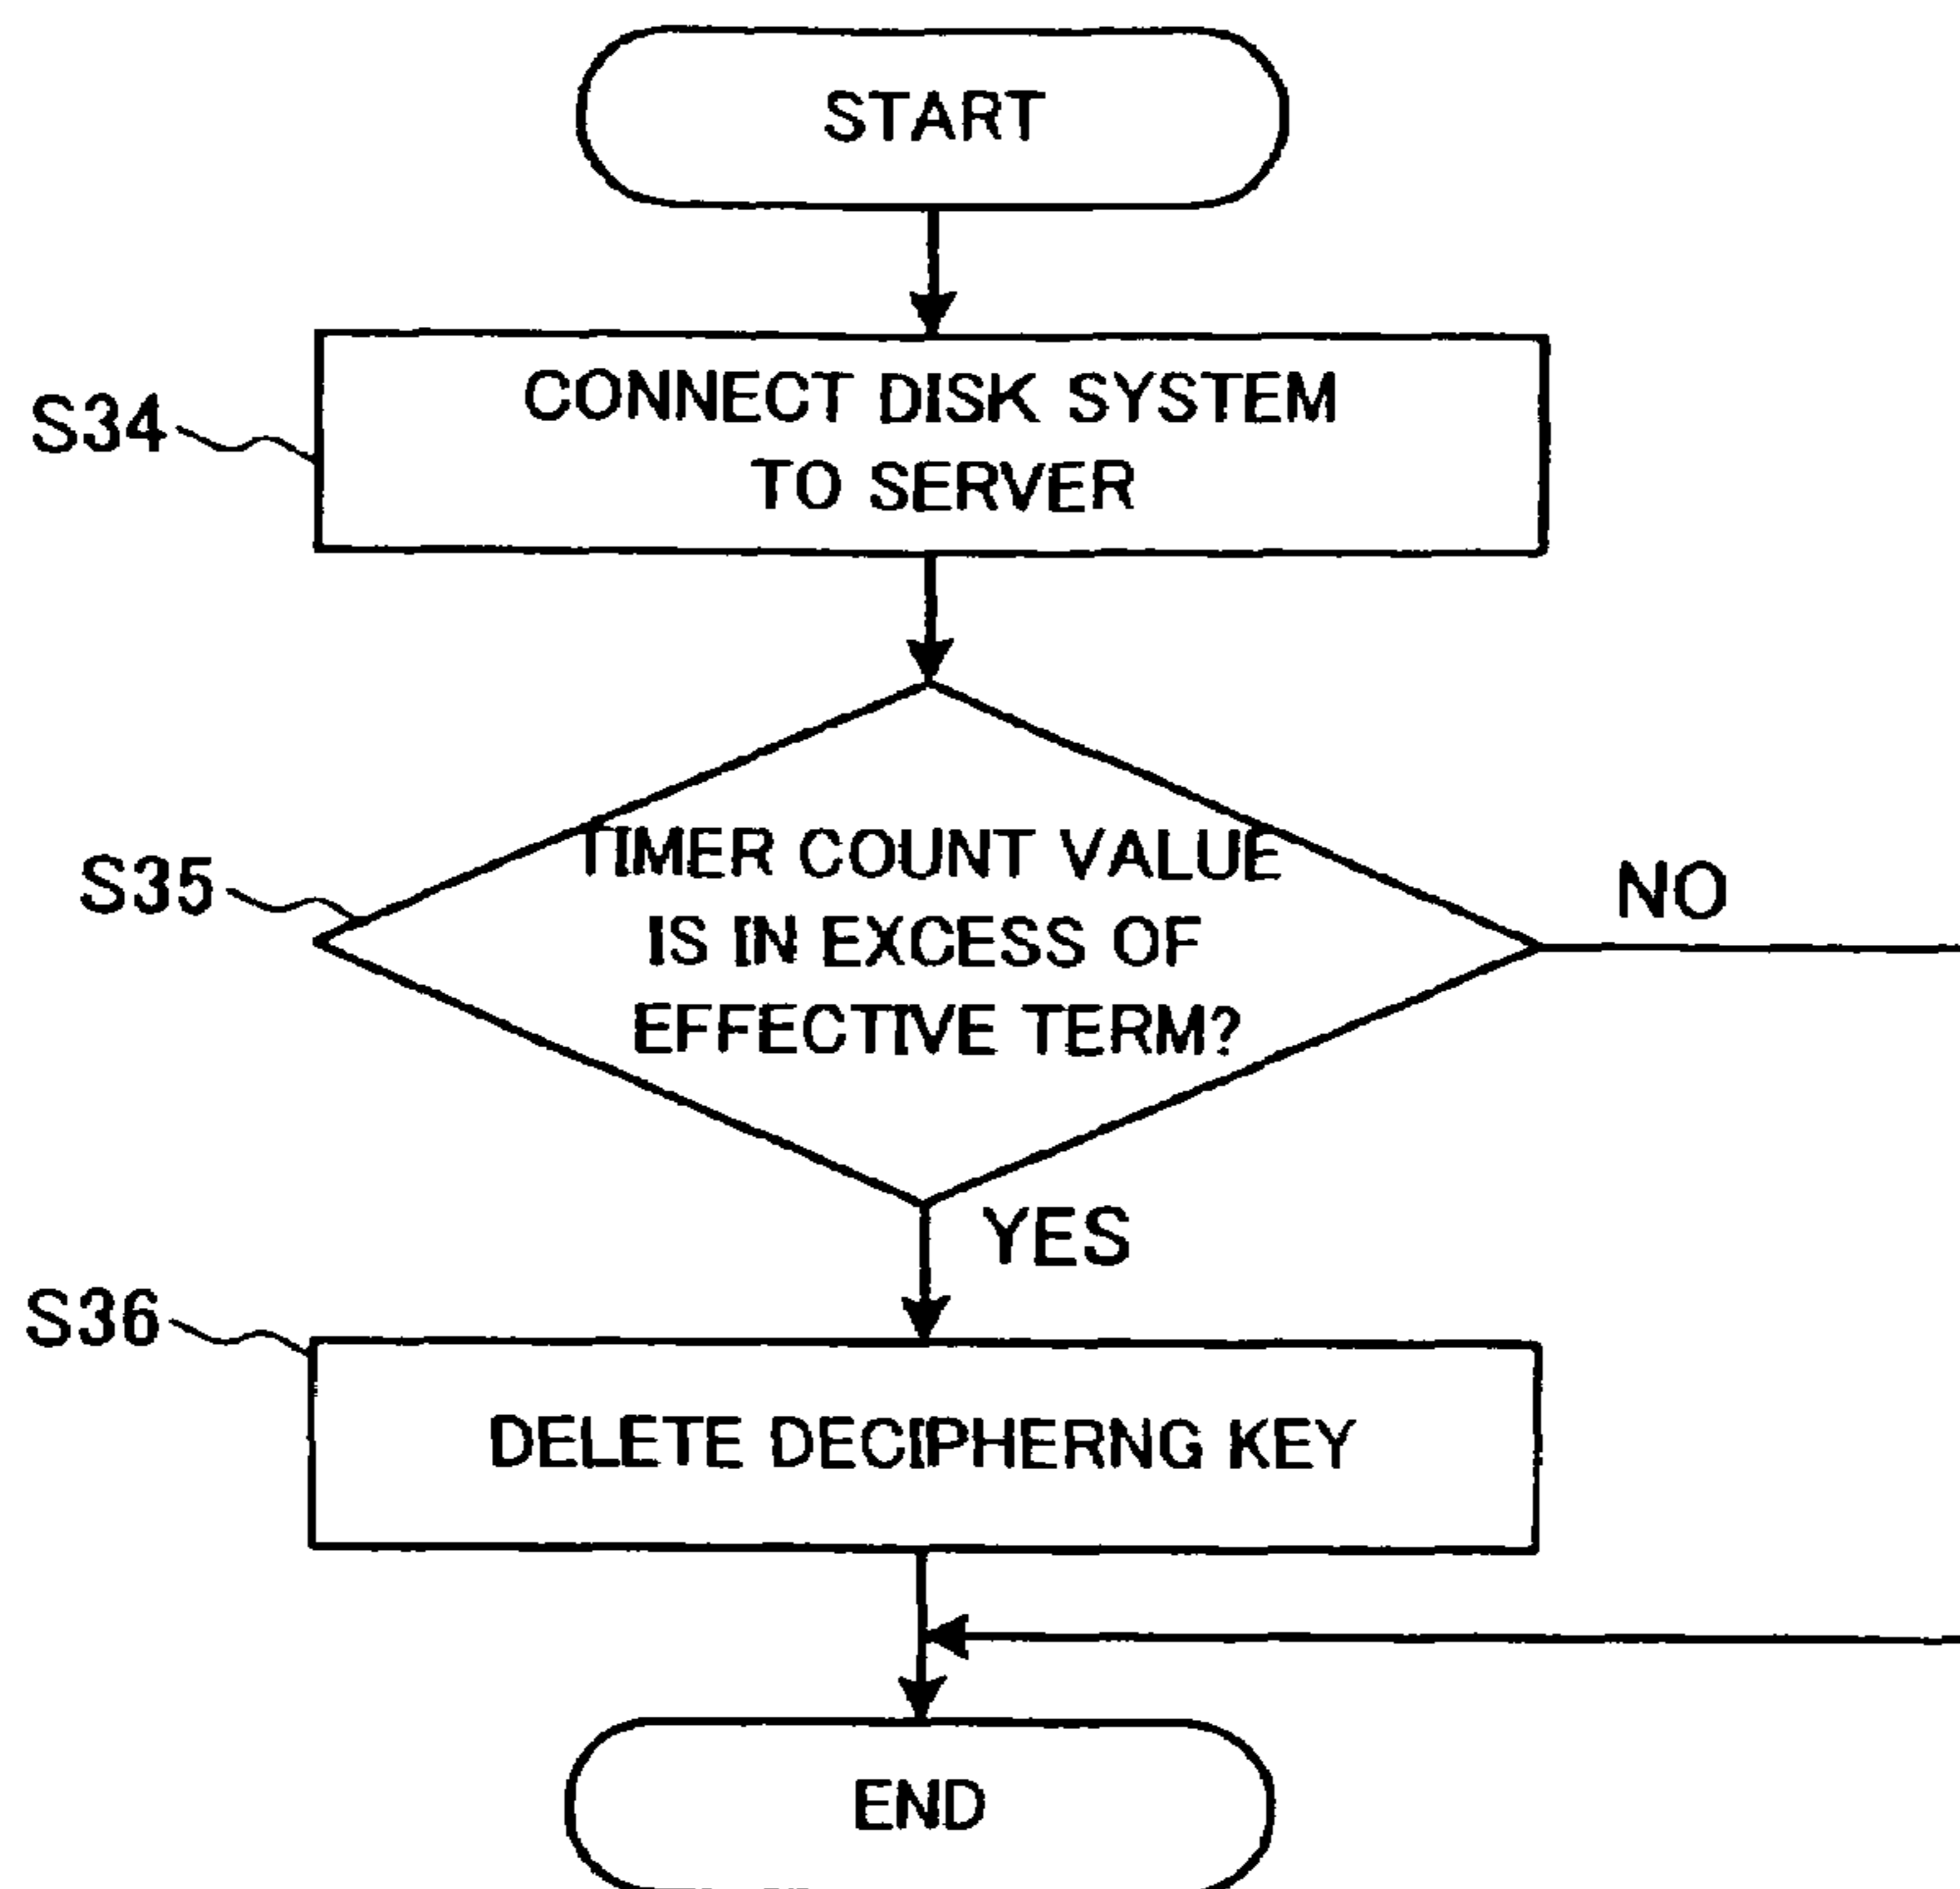 START
S34
CONNECT DISK SYSTEM
TO SERVER
S35
TIMER COUNT VALUE
IS IN EXCESS OF
EFFECTIVE TERM?
NO
YES
S36
DELETE DECIPHERNG KEY
END